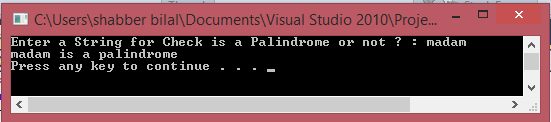 C:\Users\shabber bilal\Documents\Visual Studio 2010\Proje...
Enter a String for Check is a Palindrome or not ? : madam
madam is a palindrome
Press any key to continue . . . _